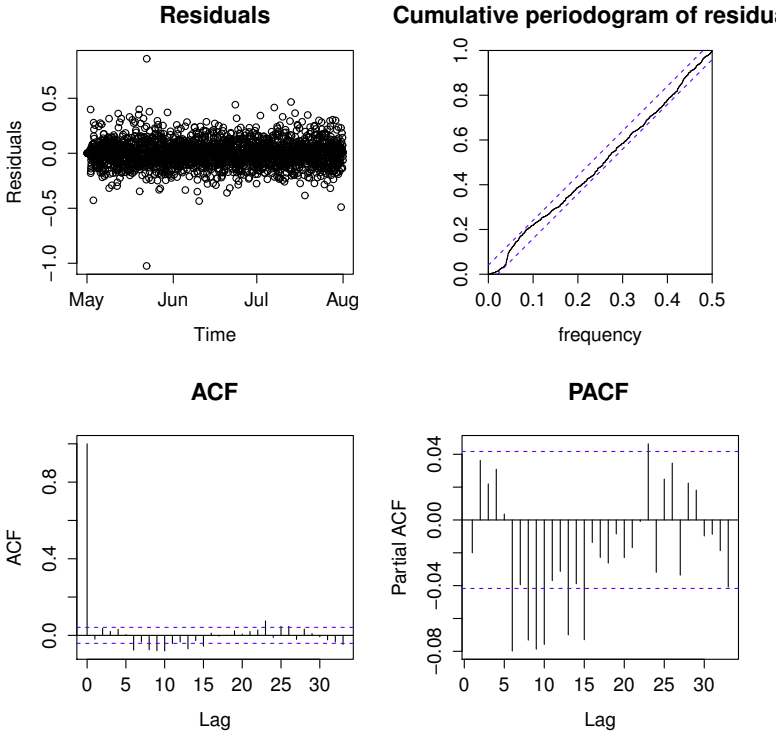 Residuals
Residuals
0.5
0.0
−0.5
−1.0
May Jun Jul Aug
Time
Cumulative periodogram of residua
1.0
0.8
0.6
0.4
0.2
0.0
0.0 0.1 0.2 0.3 0.4 0.5
frequency
ACF
ACF
0.8
0.4
0.0
0 5 10 15 20 25 30
Lag
PACF
Partial ACF
0.04
0.00
−0.04
−0.08
0 5 10 15 20 25 30
Lag